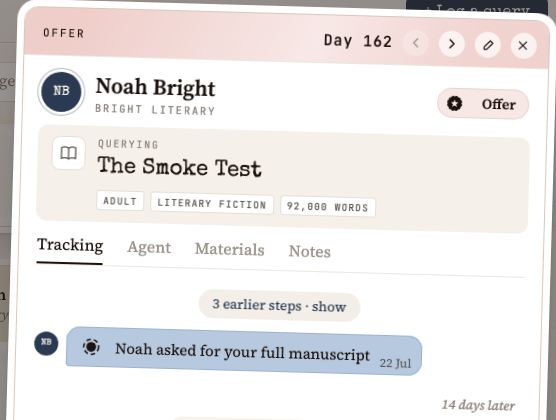 + Log a query
OFFER
Day 162
NB
Noah Bright
BRIGHT LITERARY
Offer
QUERYING
The Smoke Test
ADULT
LITERARY FICTION
92,000 WORDS
Tracking
Agent
Materials
Notes
3 earlier steps · show
NB
Noah asked for your full manuscript
22 Jul
14 days later